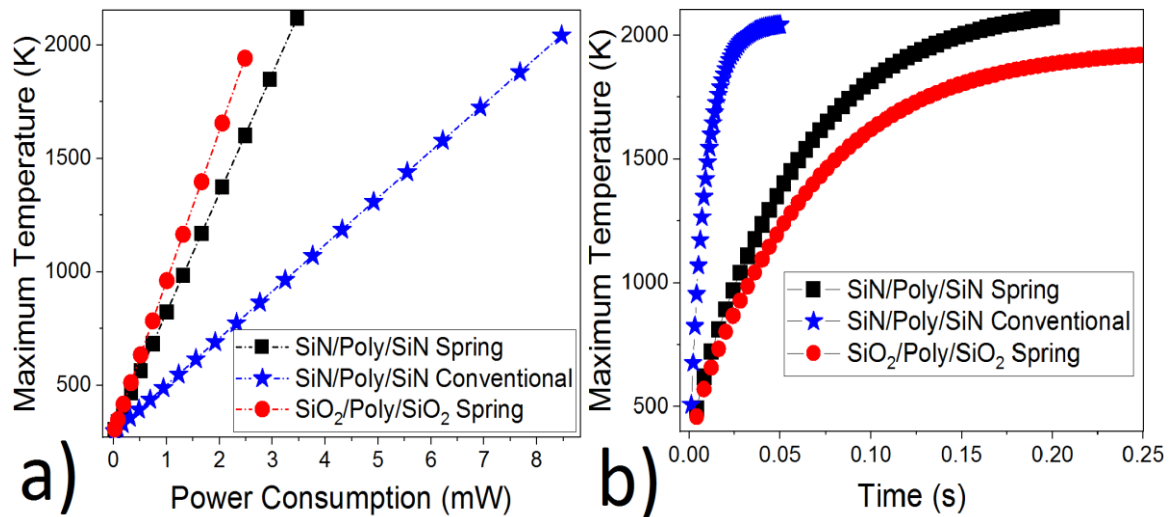 2000
1500
1000
500
Maximum Temperature (K)
SiN/Poly/SiN Spring
SiN/Poly/SiN Conventional
SiO₂/Poly/SiO₂ Spring
0 1 2 3 4 5 6 7 8
Power Consumption (mW)
a)
2000
1500
1000
500
Maximum Temperature (K)
SiN/Poly/SiN Spring
SiN/Poly/SiN Conventional
SiO₂/Poly/SiO₂ Spring
0.00 0.05 0.10 0.15 0.20 0.25
Time (s)
b)